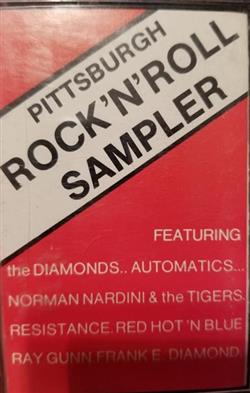 PITTSBURGH
ROCK'N'ROLL
SAMPLER
FEATURING
the DIAMONDS.. AUTOMATICS...
NORMAN NARDINI & the TIGERS
RESISTANCE. RED HOT 'N BLUE
RAY GUNN. FRANK E. DIAMOND.